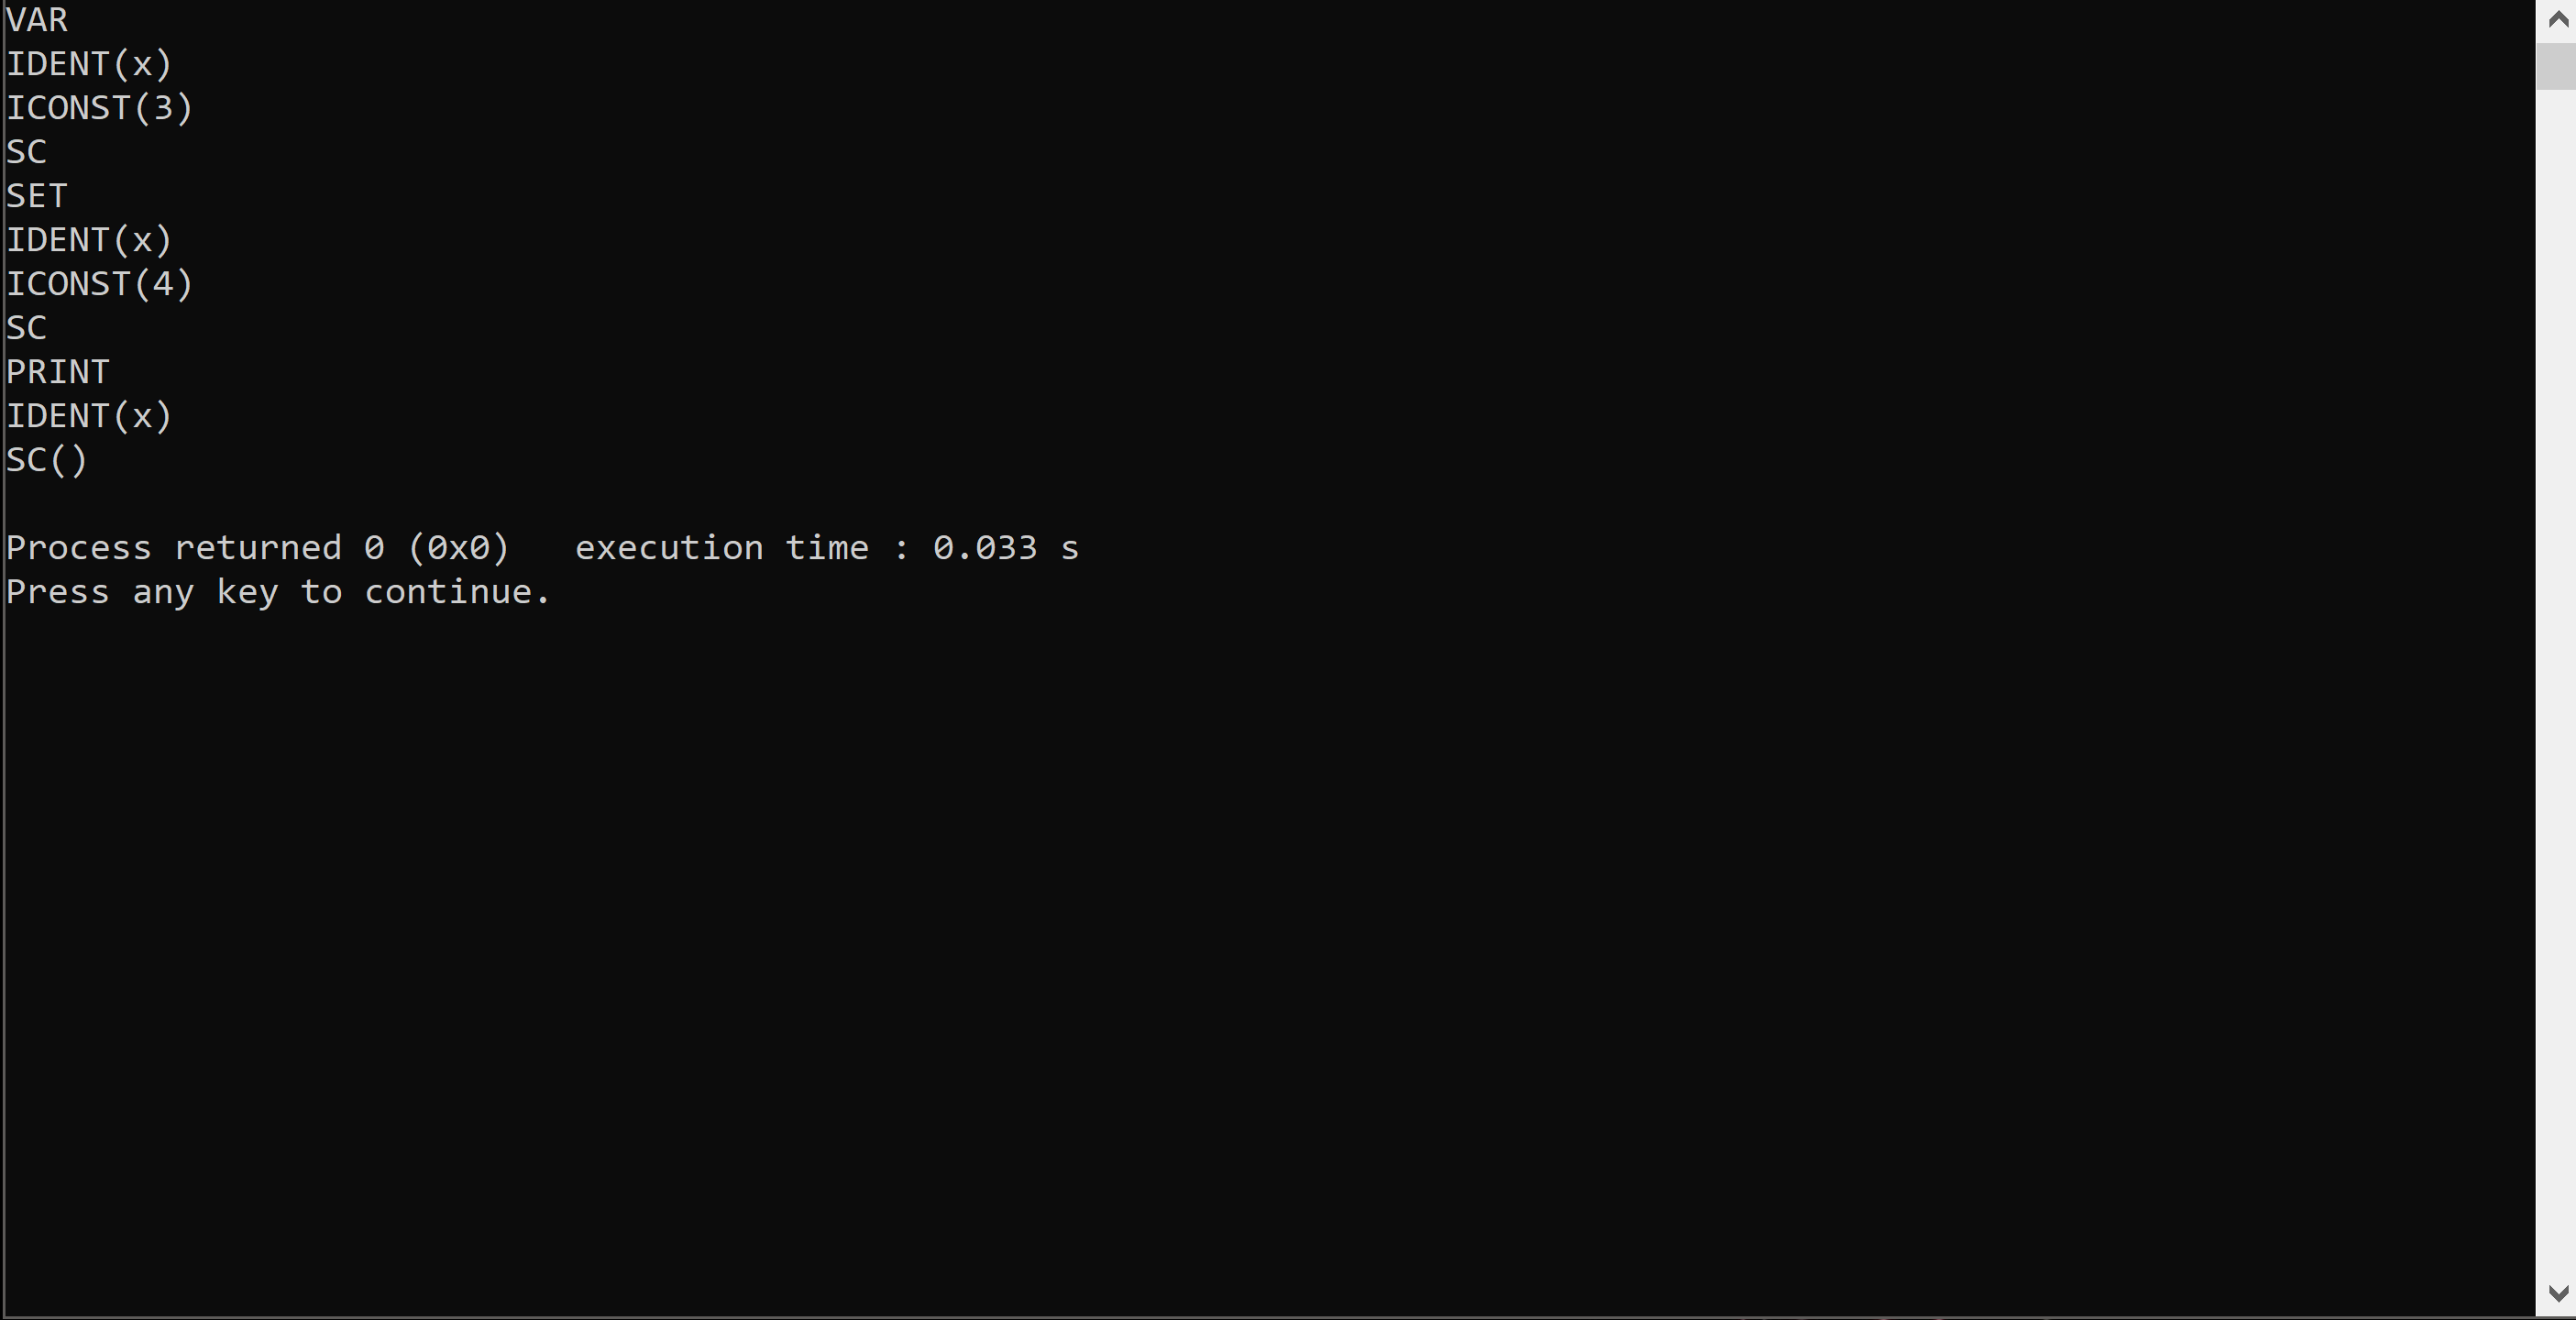 VAR
IDENT(x)
ICONST(3)
SC
SET
IDENT(x)
ICONST(4)
SC
PRINT
IDENT(x)
SC()
Process returned 0 (0x0)   execution time : 0.033 s
Press any key to continue.